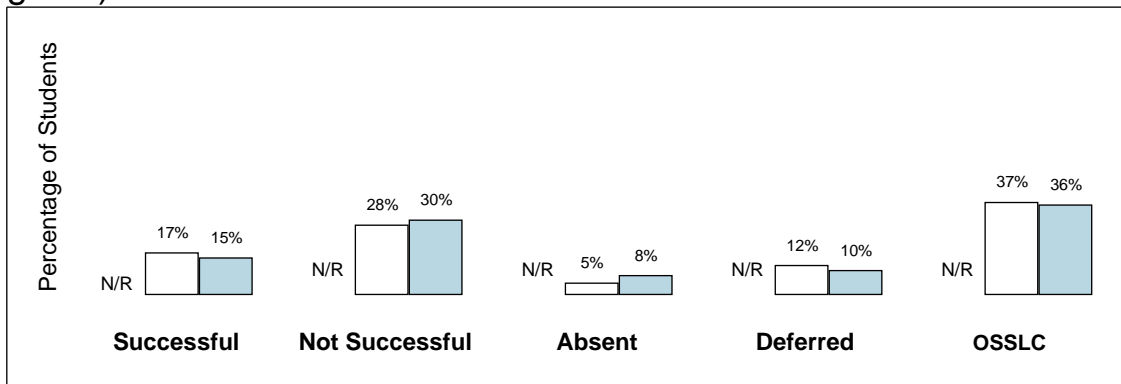 Percentage of Students
N/R 17% 15%
N/R 28% 30%
N/R 5% 8%
N/R 12% 10%
N/R 37% 36%
Successful Not Successful Absent Deferred OSSLC